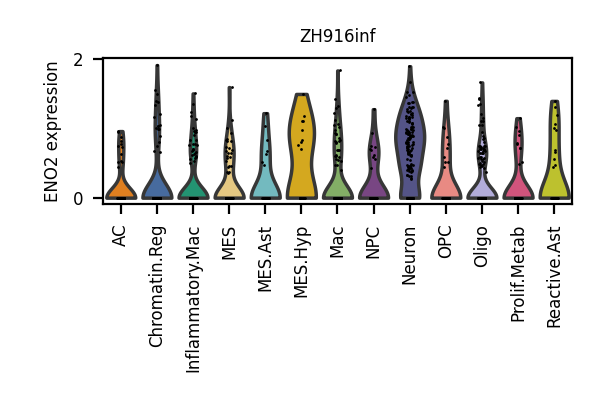 ZH916inf
ENO2 expression
2
0
AC
Chromatin.Reg
Inflammatory.Mac
MES
MES.Ast
MES.Hyp
Mac
NPC
Neuron
OPC
Oligo
Prolif.Metab
Reactive.Ast